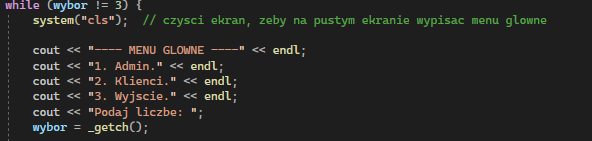 while (wybor != 3) {
system("cls"); // czysci ekran, zeby na pustym ekranie wypisac menu glowne
cout << "---- MENU GLOWNE ----" << endl;
cout << "1. Admin." << endl;
cout << "2. Klienci." << endl;
cout << "3. Wyjscie." << endl;
cout << "Podaj liczbe: ";
wybor = _getch();